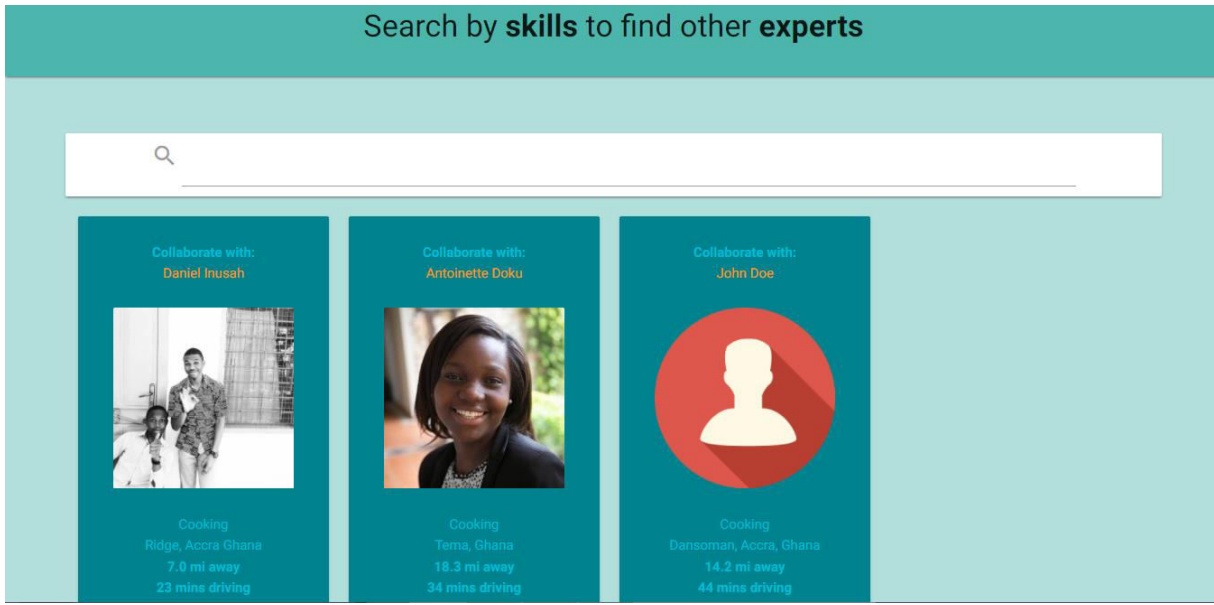 Search by skills to find other experts
Collaborate with:
Daniel Inusah
Cooking
Ridge, Accra Ghana
7.0 mi away
23 mins driving
Collaborate with:
Antoinette Doku
Cooking
Tema, Ghana
18.3 mi away
34 mins driving
Collaborate with:
John Doe
Cooking
Dansoman, Accra, Ghana
14.2 mi away
44 mins driving